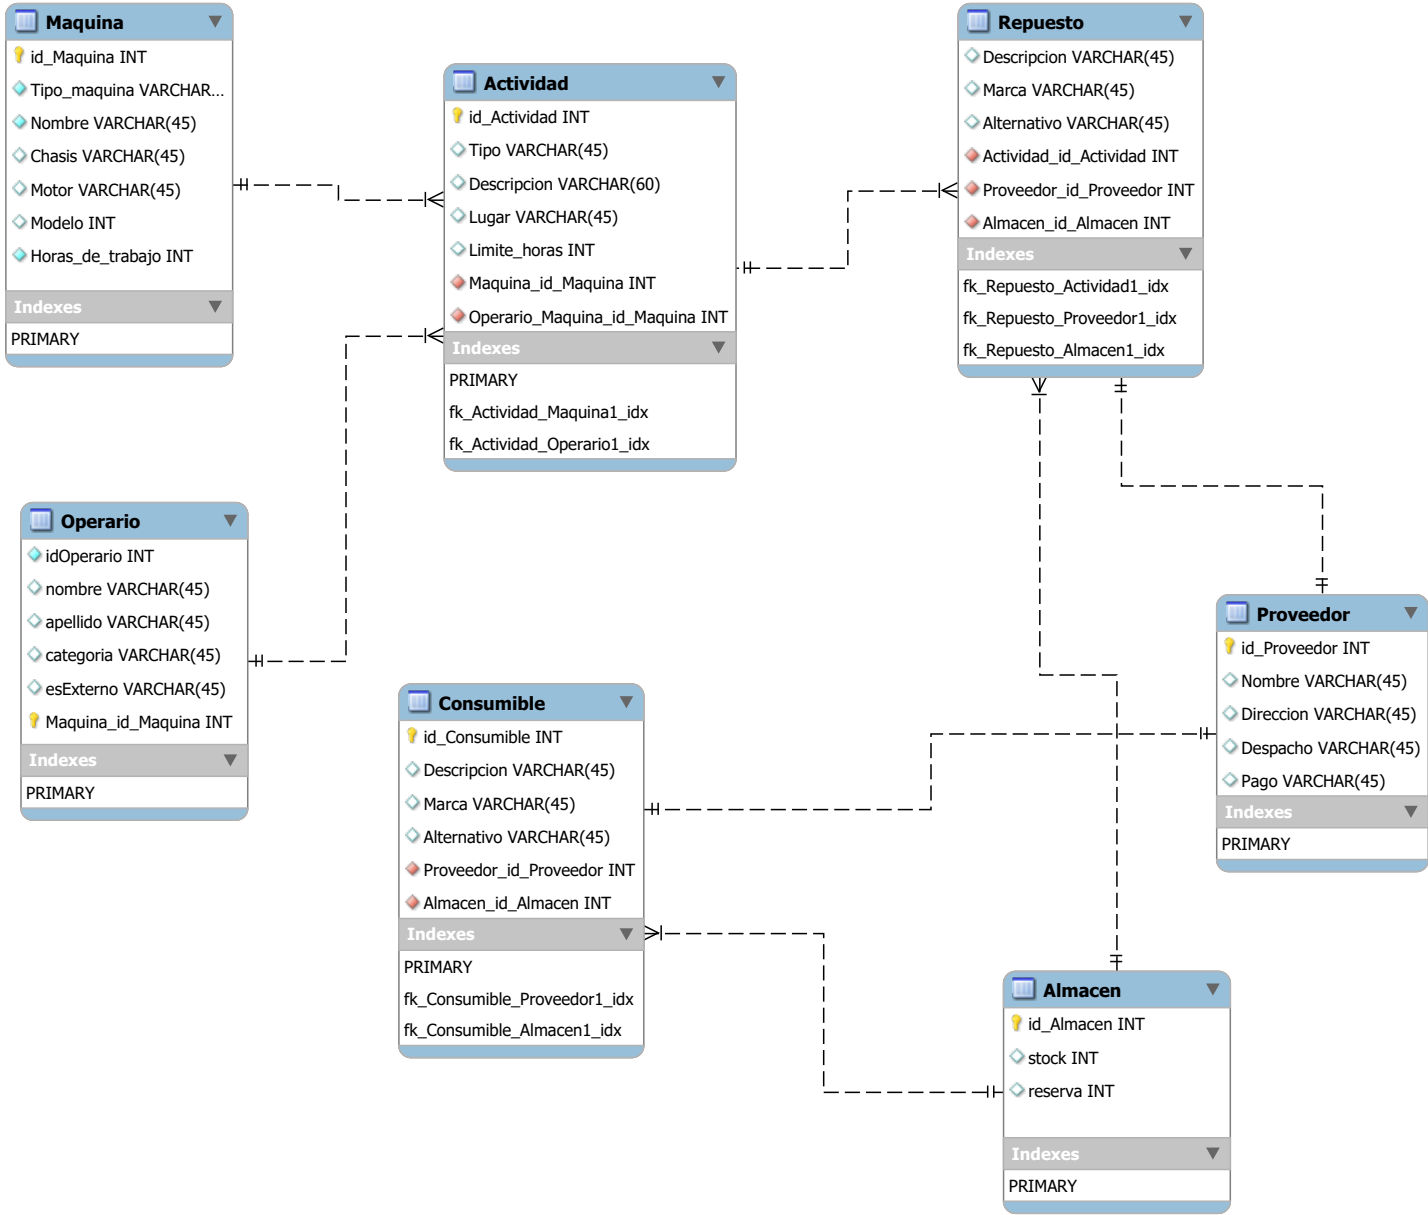 Maquina
id_Maquina INT
Tipo_maquina VARCHAR...
Nombre VARCHAR(45)
Chasis VARCHAR(45)
Motor VARCHAR(45)
Modelo INT
Horas_de_trabajo INT
Indexes
PRIMARY
Actividad
id_Actividad INT
Tipo VARCHAR(45)
Descripcion VARCHAR(60)
Lugar VARCHAR(45)
Limite_horas INT
Maquina_id_Maquina INT
Operario_Maquina_id_Maquina INT
Indexes
PRIMARY
fk_Actividad_Maquina1_idx
fk_Actividad_Operario1_idx
Repuesto
Descripcion VARCHAR(45)
Marca VARCHAR(45)
Alternativo VARCHAR(45)
Actividad_id_Actividad INT
Proveedor_id_Proveedor INT
Almacen_id_Almacen INT
Indexes
fk_Repuesto_Actividad1_idx
fk_Repuesto_Proveedor1_idx
fk_Repuesto_Almacen1_idx
Operario
idOperario INT
nombre VARCHAR(45)
apellido VARCHAR(45)
categoria VARCHAR(45)
esExterno VARCHAR(45)
Maquina_id_Maquina INT
Indexes
PRIMARY
Consumible
id_Consumible INT
Descripcion VARCHAR(45)
Marca VARCHAR(45)
Alternativo VARCHAR(45)
Proveedor_id_Proveedor INT
Almacen_id_Almacen INT
Indexes
PRIMARY
fk_Consumible_Proveedor1_idx
fk_Consumible_Almacen1_idx
Proveedor
id_Proveedor INT
Nombre VARCHAR(45)
Direccion VARCHAR(45)
Despacho VARCHAR(45)
Pago VARCHAR(45)
Indexes
PRIMARY
Almacen
id_Almacen INT
stock INT
reserva INT
Indexes
PRIMARY